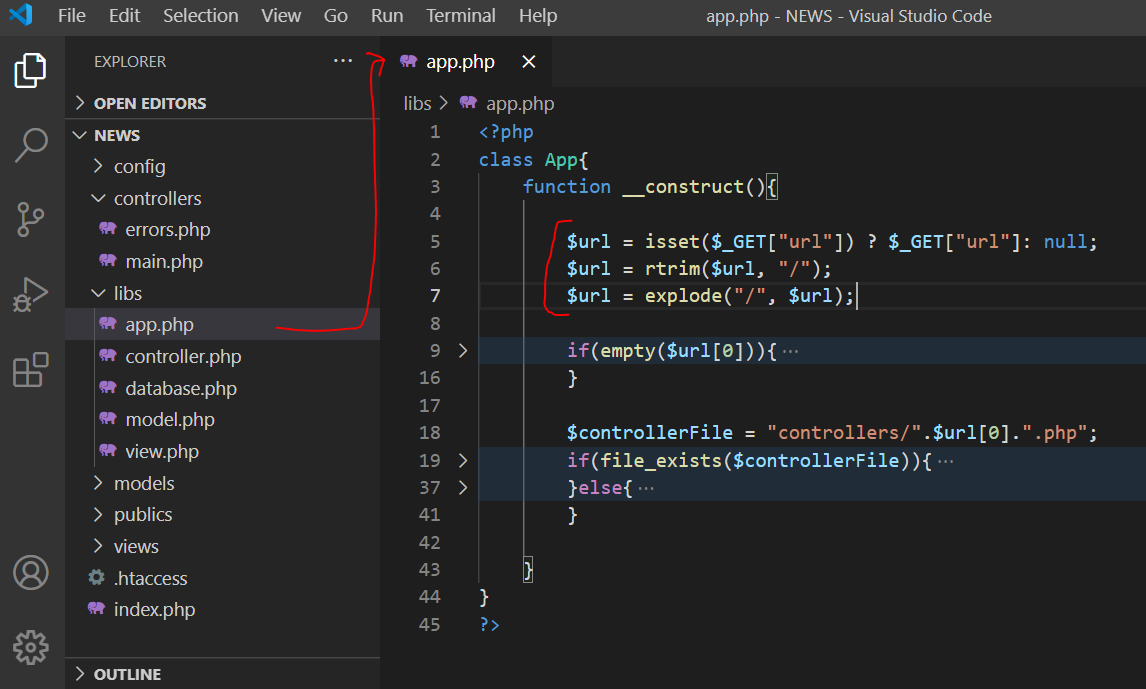 File Edit Selection View Go Run Terminal Help app.php - NEWS - Visual Studio Code
EXPLORER ···
OPEN EDITORS
NEWS
config
controllers
errors.php
main.php
libs
app.php
controller.php
database.php
model.php
view.php
models
publics
views
.htaccess
index.php
OUTLINE
app.php
libs > app.php
1 <?php
2 class App{
3 function __construct(){
4
5 $url = isset($_GET["url"]) ? $_GET["url"]: null;
6 $url = rtrim($url, "/");
7 $url = explode("/", $url);
8
9 if(empty($url[0])){ ···
16 }
17
18 $controllerFile = "controllers/".$url[0].".php";
19 if(file_exists($controllerFile)){ ···
37 }else{ ···
41 }
42
43 }
44 }
45 ?>